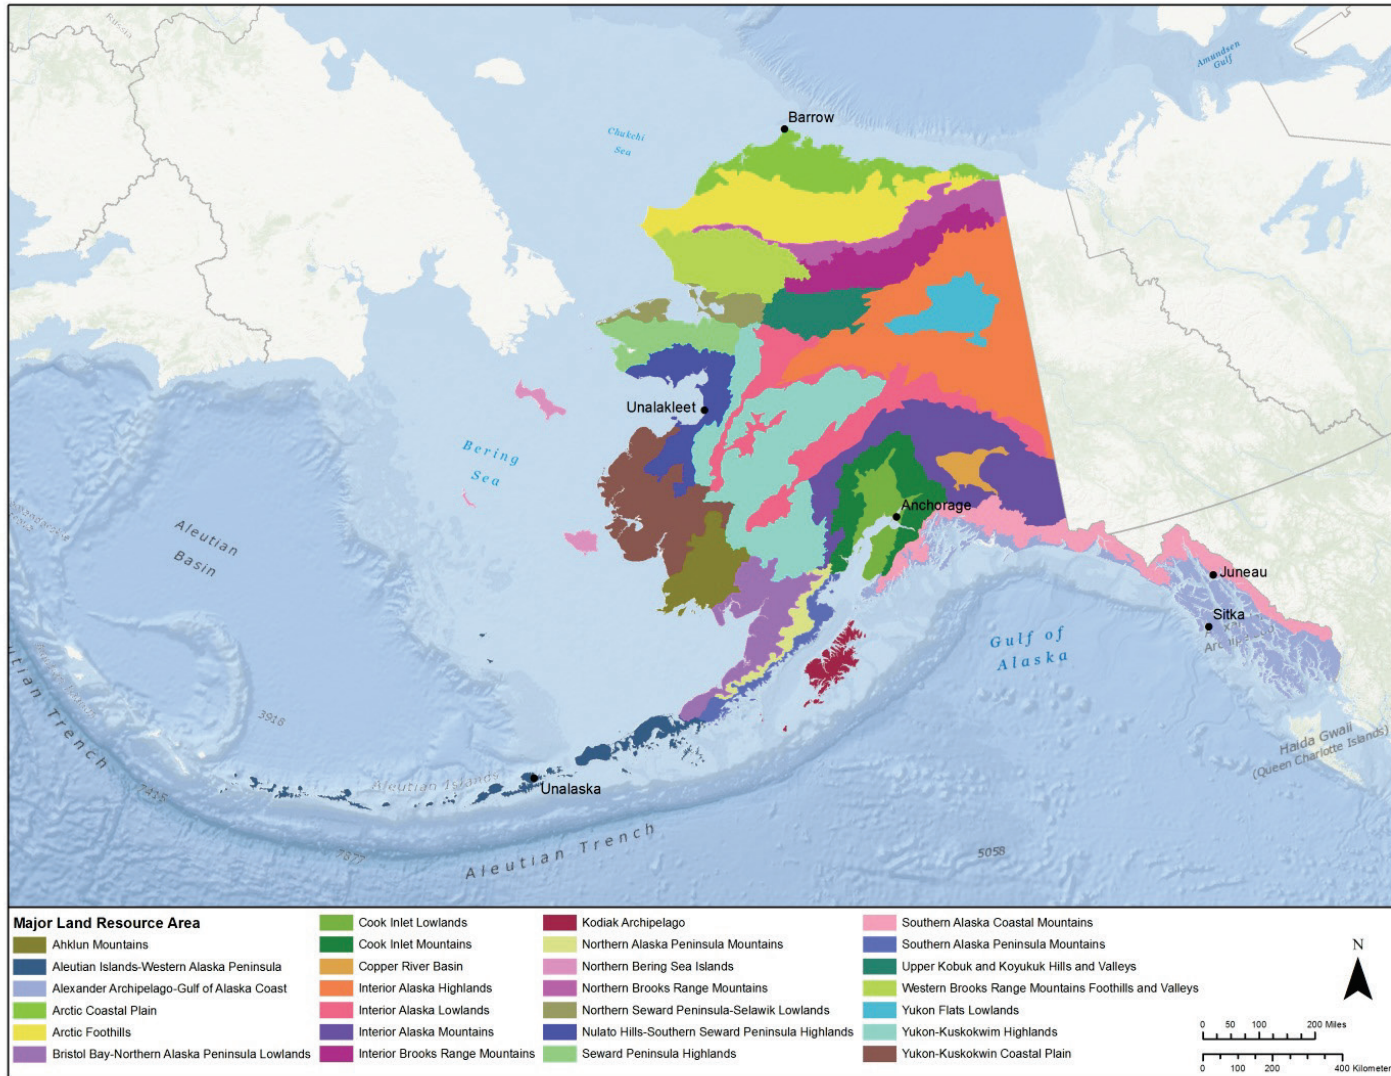 Russia
Amundsen
Gulf
Barrow
Chukchi
Sea
Unalakleet
Bering
Sea
Anchorage
Aleutian
Basin
Juneau
Sitka
Archipelago
Gulf of
Alaska
3918
Haida Gwaii
(Queen Charlotte Islands)
Aleutian Islands
Unalaska
utian Trench
7415
7877
Aleutian Trench
5058
Major Land Resource Area
Ahklun Mountains
Aleutian Islands-Western Alaska Peninsula
Alexander Archipelago-Gulf of Alaska Coast
Arctic Coastal Plain
Arctic Foothills
Bristol Bay-Northern Alaska Peninsula Lowlands
Cook Inlet Lowlands
Cook Inlet Mountains
Copper River Basin
Interior Alaska Highlands
Interior Alaska Lowlands
Interior Alaska Mountains
Interior Brooks Range Mountains
Kodiak Archipelago
Northern Alaska Peninsula Mountains
Northern Bering Sea Islands
Northern Brooks Range Mountains
Northern Seward Peninsula-Selawik Lowlands
Nulato Hills-Southern Seward Peninsula Highlands
Seward Peninsula Highlands
Southern Alaska Coastal Mountains
Southern Alaska Peninsula Mountains
Upper Kobuk and Koyukuk Hills and Valleys
Western Brooks Range Mountains Foothills and Valleys
Yukon Flats Lowlands
Yukon-Kuskokwim Highlands
Yukon-Kuskokwin Coastal Plain
N
0 50 100 200 Miles
0 100 200 400 Kilometer